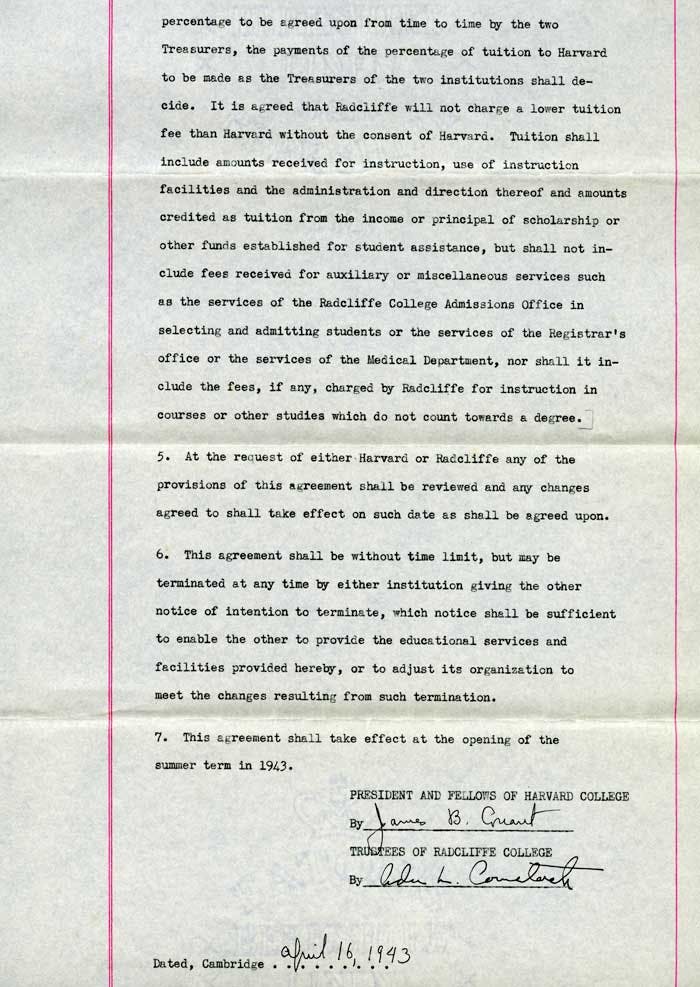 percentage to be agreed upon from time to time by the two
Treasurers, the payments of the percentage of tuition to Harvard
to be made as the Treasurers of the two institutions shall de-
cide. It is agreed that Radcliffe will not charge a lower tuition
fee than Harvard without the consent of Harvard. Tuition shall
include amounts received for instruction, use of instruction
facilities and the administration and direction thereof and amounts
credited as tuition from the income or principal of scholarship or
other funds established for student assistance, but shall not in-
clude fees received for auxiliary or miscellaneous services such
as the services of the Radcliffe College Admissions Office in
selecting and admitting students or the services of the Registrar's
office or the services of the Medical Department, nor shall it in-
clude the fees, if any, charged by Radcliffe for instruction in
courses or other studies which do not count towards a degree.]
5. At the request of either Harvard or Radcliffe any of the
provisions of this agreement shall be reviewed and any changes
agreed to shall take effect on such date as shall be agreed upon.
6. This agreement shall be without time limit, but may be
terminated at any time by either institution giving the other
notice of intention to terminate, which notice shall be sufficient
to enable the other to provide the educational services and
facilities provided hereby, or to adjust its organization to
meet the changes resulting from such termination.
7. This agreement shall take effect at the opening of the
summer term in 1943.
PRESIDENT AND FELLOWS OF HARVARD COLLEGE
By James B. Conant
TRUSTEES OF RADCLIFFE COLLEGE
By Ada L. Comstock
Dated, Cambridge April 16, 1943